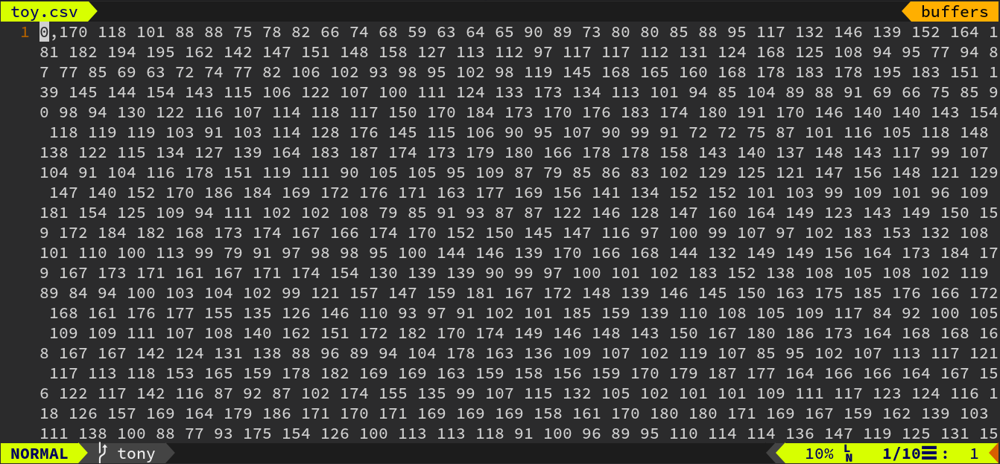 toy.csv buffers
1 0,170 118 101 88 88 75 78 82 66 74 68 59 63 64 65 90 89 73 80 80 85 88 95 117 132 146 139 152 164 1
81 182 194 195 162 142 147 151 148 158 127 113 112 97 117 117 112 131 124 168 125 108 94 95 77 94 8
7 77 85 69 63 72 74 77 82 106 102 93 98 95 102 98 119 145 168 165 160 168 178 183 178 195 183 151 1
39 145 144 154 143 115 106 122 107 100 111 124 133 173 134 113 101 94 85 104 89 88 91 69 66 75 85 9
0 98 94 130 122 116 107 114 118 117 150 170 184 173 170 176 183 174 180 191 170 146 140 140 143 154
118 119 119 103 91 103 114 128 176 145 115 106 90 95 107 90 99 91 72 72 75 87 101 116 105 118 148
138 122 115 134 127 139 164 183 187 174 173 179 180 166 178 178 158 143 140 137 148 143 117 99 107
104 91 104 116 178 151 119 111 90 105 105 95 109 87 79 85 86 83 102 129 125 121 147 156 148 121 129
147 140 152 170 186 184 169 172 176 171 163 177 169 156 141 134 152 152 101 103 99 109 101 96 109
181 154 125 109 94 111 102 102 108 79 85 91 93 87 87 122 146 128 147 160 164 149 123 143 149 150 15
9 172 184 182 168 173 174 167 166 174 170 152 150 145 147 116 97 100 99 107 97 102 183 153 132 108
101 110 100 113 99 79 91 97 98 98 95 100 144 146 139 170 166 168 144 132 149 149 156 164 173 184 17
9 167 173 171 161 167 171 174 154 130 139 139 90 99 97 100 101 102 183 152 138 108 105 108 102 119
89 84 94 100 103 104 102 99 121 157 147 159 181 167 172 148 139 146 145 150 163 175 185 176 166 172
168 161 176 177 155 135 126 146 110 93 97 91 102 101 185 159 139 110 108 105 109 117 84 92 100 105
109 109 111 107 108 140 162 151 172 182 170 174 149 146 148 143 150 167 180 186 173 164 168 168 16
8 167 167 142 124 131 138 88 96 89 94 104 178 163 136 109 107 102 119 107 85 95 102 107 113 117 121
117 113 118 153 165 159 178 182 169 169 163 159 158 156 159 170 179 187 177 164 166 166 164 167 15
6 122 117 142 116 87 92 87 102 174 155 135 99 107 115 132 105 102 101 101 109 111 117 123 124 116 1
18 126 157 169 164 179 186 171 170 171 169 169 169 158 161 170 180 180 171 169 167 159 162 139 103
111 138 100 88 77 93 175 154 126 100 113 113 118 91 100 96 89 95 110 114 114 136 147 119 125 131 15
NORMAL tony 10% LN 1/10☰: 1